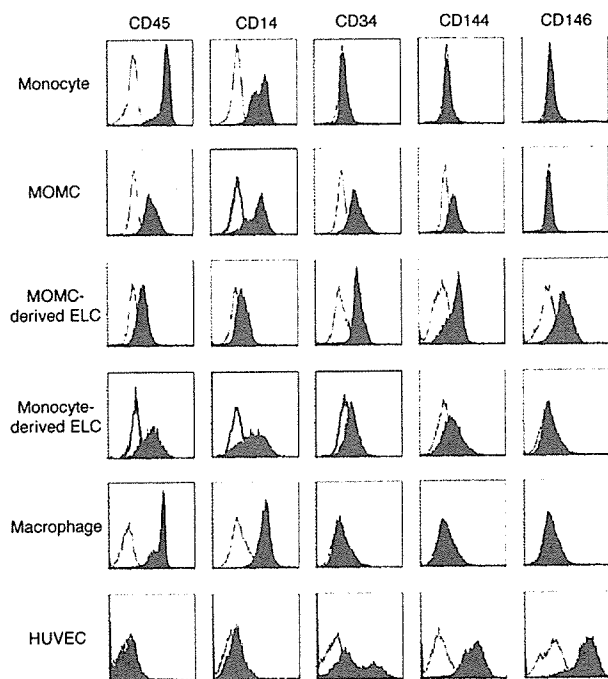 CD45 CD14 CD34 CD144 CD146
Monocyte
MOMC
MOMC-
derived ELC
Monocyte-
derived ELC
Macrophage
HUVEC